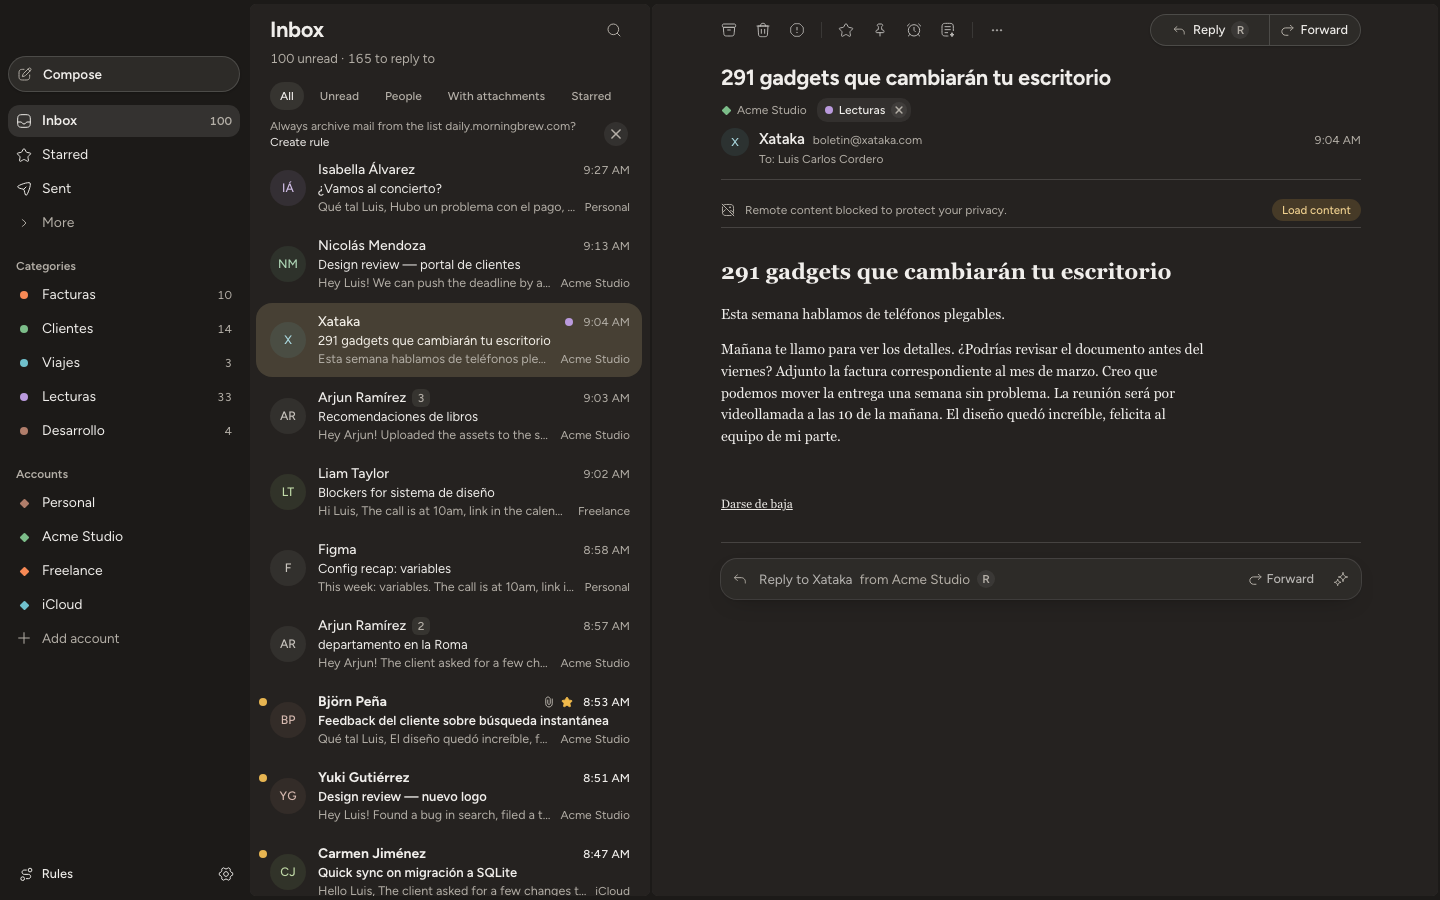 Compose
Inbox 100
Starred
Sent
More
Categories
Facturas 10
Clientes 14
Viajes 3
Lecturas 33
Desarrollo 4
Accounts
Personal
Acme Studio
Freelance
iCloud
Add account
Rules
Inbox
100 unread · 165 to reply to
All Unread People With attachments Starred
Always archive mail from the list daily.morningbrew.com?
Create rule
IÁ
Isabella Álvarez 9:27 AM
¿Vamos al concierto?
Qué tal Luis, Hubo un problema con el pago, ... Personal
NM
Nicolás Mendoza 9:13 AM
Design review — portal de clientes
Hey Luis! We can push the deadline by a... Acme Studio
X
Xataka 9:04 AM
291 gadgets que cambiarán tu escritorio
Esta semana hablamos de teléfonos ple... Acme Studio
AR
Arjun Ramírez 3 9:03 AM
Recomendaciones de libros
Hey Arjun! Uploaded the assets to the s... Acme Studio
LT
Liam Taylor 9:02 AM
Blockers for sistema de diseño
Hi Luis, The call is at 10am, link in the calen... Freelance
F
Figma 8:58 AM
Config recap: variables
This week: variables. The call is at 10am, link i... Personal
AR
Arjun Ramírez 2 8:57 AM
departamento en la Roma
Hey Arjun! The client asked for a few ch... Acme Studio
BP
Björn Peña 8:53 AM
Feedback del cliente sobre búsqueda instantánea
Qué tal Luis, El diseño quedó increíble, f... Acme Studio
YG
Yuki Gutiérrez 8:51 AM
Design review — nuevo logo
Hey Luis! Found a bug in search, filed a t... Acme Studio
CJ
Carmen Jiménez 8:47 AM
Quick sync on migración a SQLite
Hello Luis, The client asked for a few changes t... iCloud
Reply R Forward
291 gadgets que cambiarán tu escritorio
Acme Studio Lecturas
X
Xataka boletin@xataka.com 9:04 AM
To: Luis Carlos Cordero
Remote content blocked to protect your privacy. Load content
291 gadgets que cambiarán tu escritorio
Esta semana hablamos de teléfonos plegables.
Mañana te llamo para ver los detalles. ¿Podrías revisar el documento antes del
viernes? Adjunto la factura correspondiente al mes de marzo. Creo que
podemos mover la entrega una semana sin problema. La reunión será por
videollamada a las 10 de la mañana. El diseño quedó increíble, felicita al
equipo de mi parte.
Darse de baja
Reply to Xataka from Acme Studio R Forward